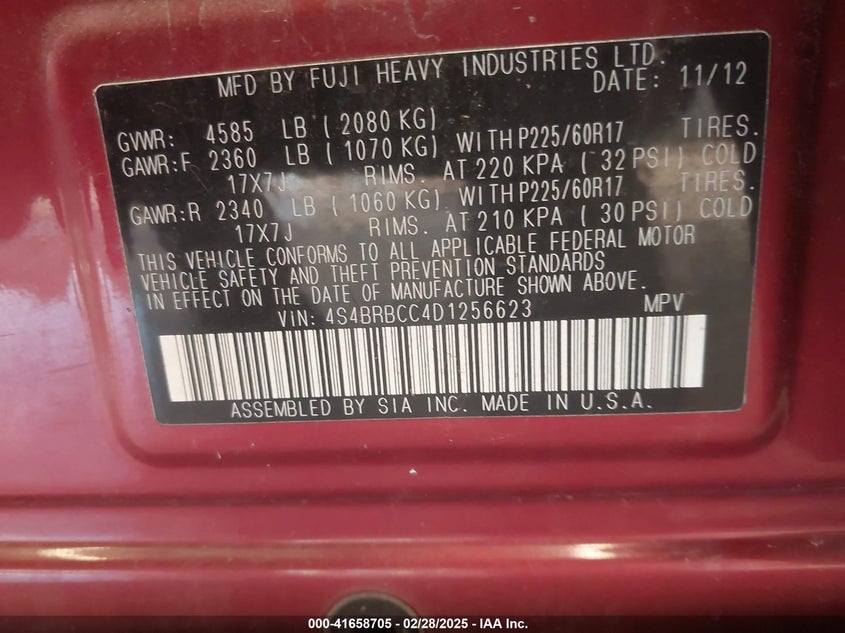 MFD BY FUJI HEAVY INDUSTRIES LTD.
DATE: 11/12
GVWR: 4585 LB ( 2080 KG)
GAWR:F 2360 LB ( 1070 KG) WITH P225/60R17 TIRES.
17X7J RIMS. AT 220 KPA ( 32 PSI) COLD
GAWR:R 2340 LB ( 1060 KG) WITH P225/60R17 TIRES.
17X7J RIMS. AT 210 KPA ( 30 PSI) COLD
THIS VEHICLE CONFORMS TO ALL APPLICABLE FEDERAL MOTOR
VEHICLE SAFETY AND THEFT PREVENTION STANDARDS
IN EFFECT ON THE DATE OF MANUFACTURE SHOWN ABOVE.
VIN: 4S4BRBCC4D1256623 MPV
ASSEMBLED BY SIA INC. MADE IN U.S.A.
000-41658705 - 02/28/2025 - IAA Inc.